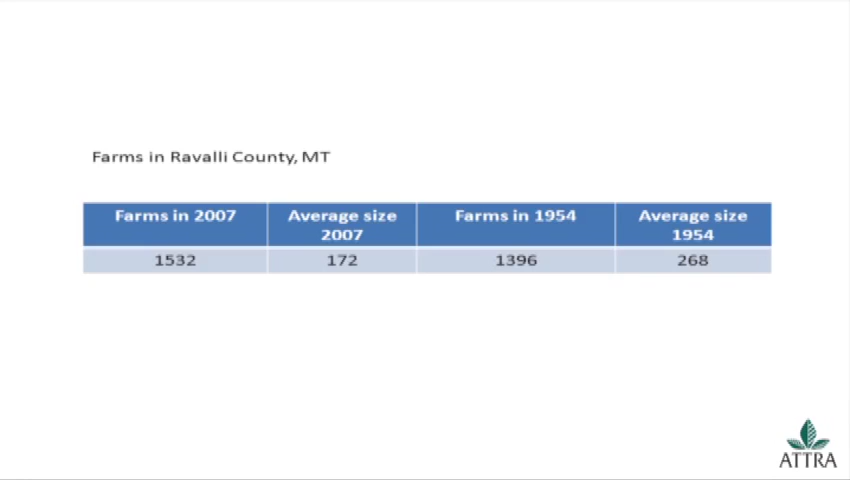 Farms in Ravalli County, MT
Farms in 2007 Average size 2007 Farms in 1954 Average size 1954
1532 172 1396 268
ATTRA